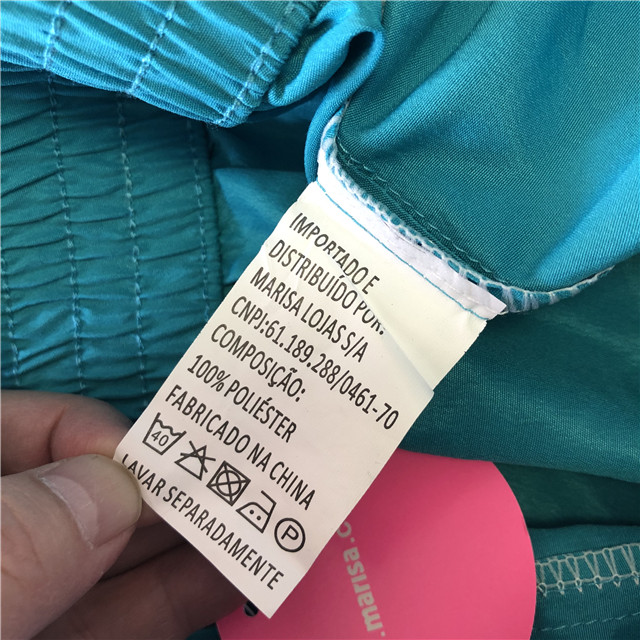 IMPORTADO E
DISTRIBUÍDO POR:
MARISA LOJAS S/A
CNPJ:61.189.288/0461-70
COMPOSIÇÃO:
100% POLIÉSTER
FABRICADO NA CHINA
40 P
LAVAR SEPARADAMENTE
marisa.c